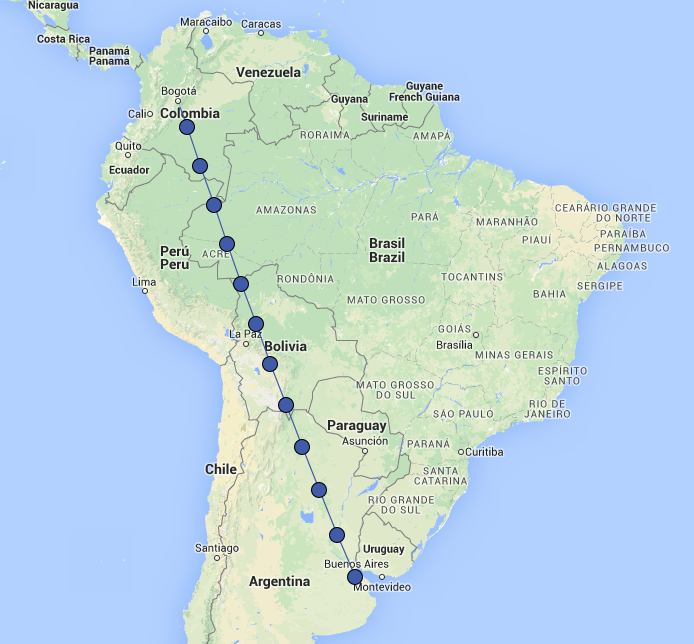 Nicaragua
Maracaibo
Caracas
Costa Rica
Panamá
Panama
Venezuela
Bogotá
Guyane
French Guiana
Guyana
Cali
Colombia
Suriname
RORAIMA
AMAPÁ
Quito
Ecuador
AMAZONAS
PARÁ
MARANHÃO
CEARÁ
RIO GRANDE
DO NORTE
PARAÍBA
PIAUÍ
PERNAMBUCO
Perú
Peru
ACRE
Brasil
Brazil
ALAGOAS
Lima
RONDÔNIA
TOCANTINS
SERGIPE
MATO GROSSO
BAHIA
La Paz
Bolivia
GOIÁS
Brasília
MINAS GERAIS
ESPÍRITO
SANTO
MATO GROSSO
DO SUL
RIO DE
JANEIRO
SÃO PAULO
Paraguay
Asunción
PARANÁ
Curitiba
Chile
SANTA
CATARINA
RIO GRANDE
DO SUL
Santiago
Uruguay
Buenos Aires
Argentina
Montevideo